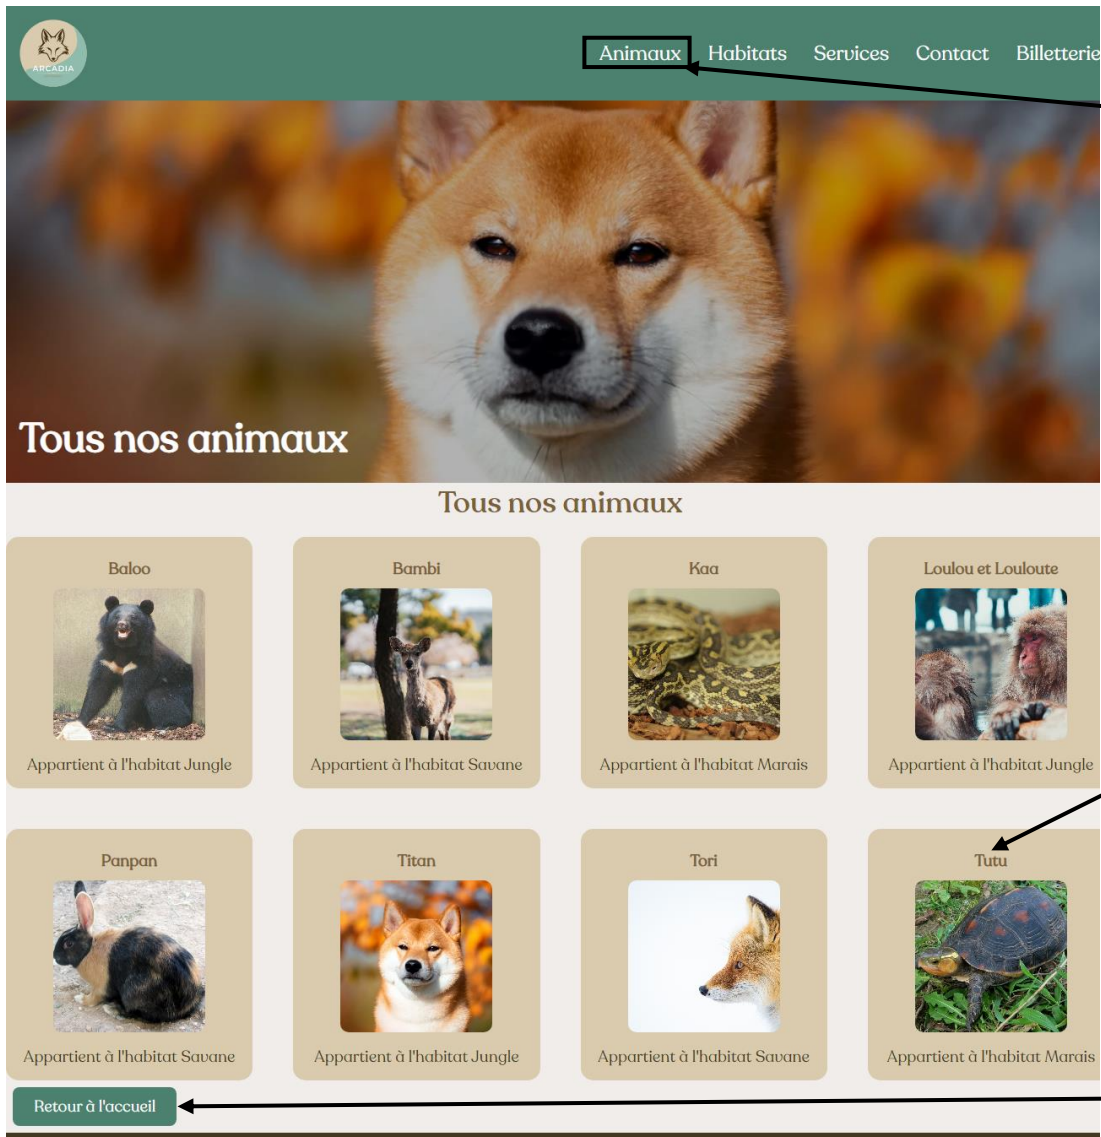 ARCADIA
Animaux Habitats Services Contact Billetterie
Tous nos animaux
Tous nos animaux
Baloo Bambi Kaa Loulou et Louloute
Appartient à l'habitat Jungle Appartient à l'habitat Savane Appartient à l'habitat Marais Appartient à l'habitat Jungle
Panpan Titan Tori Tutu
Appartient à l'habitat Savane Appartient à l'habitat Jungle Appartient à l'habitat Savane Appartient à l'habitat Marais
Retour à l'accueil